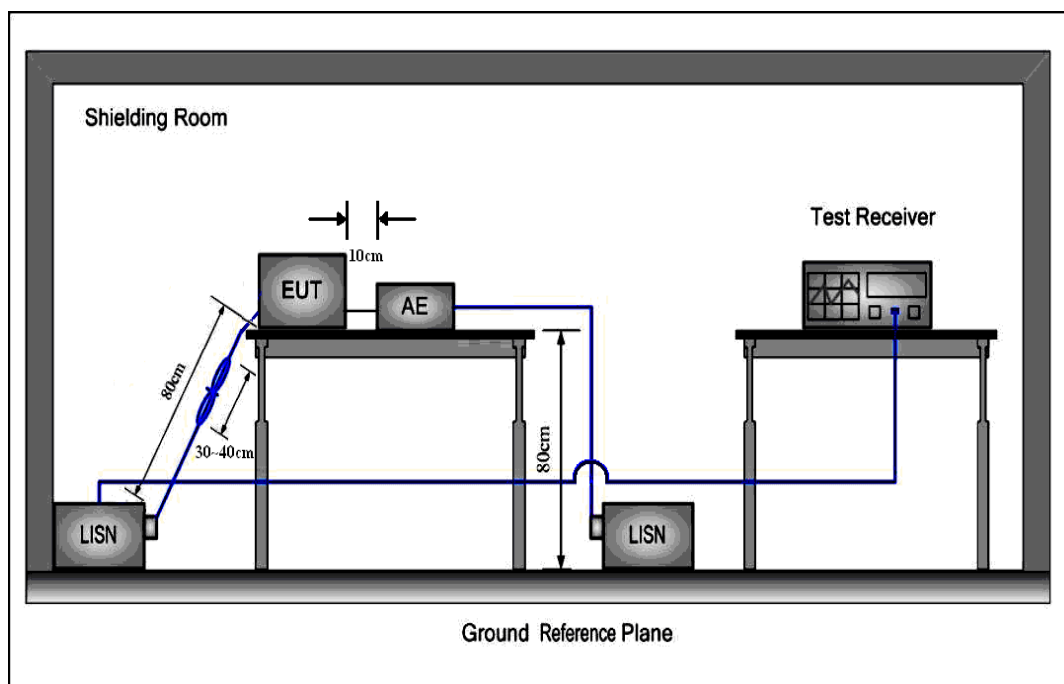 Shielding Room
Test Receiver
10cm
EUT
AE
80cm
30~40cm
80cm
LISN
LISN
Ground Reference Plane